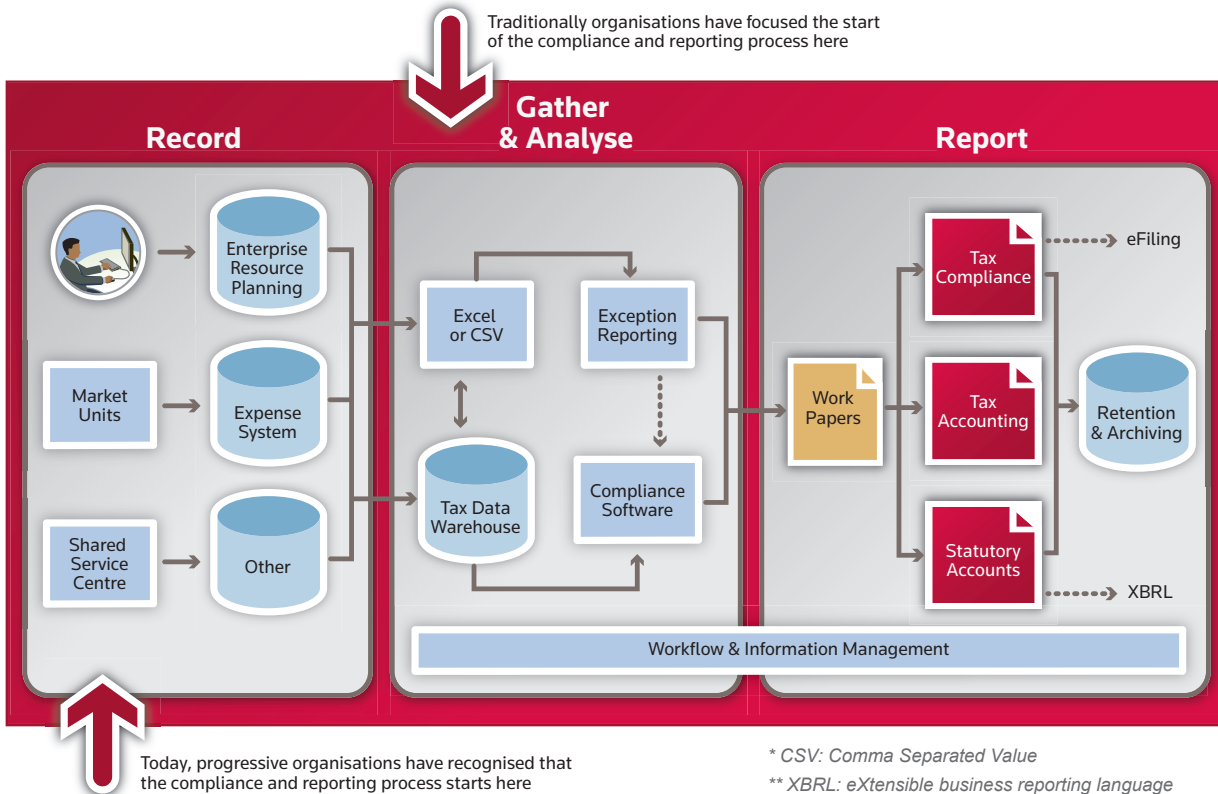 Traditionally organisations have focused the start
of the compliance and reporting process here
Record
Gather
& Analyse
Report
Enterprise
Resource
Planning
Market
Units
Expense
System
Shared
Service
Centre
Other
Excel
or CSV
Exception
Reporting
Tax Data
Warehouse
Compliance
Software
Work
Papers
Tax
Compliance
eFiling
Tax
Accounting
Retention
& Archiving
Statutory
Accounts
XBRL
Workflow & Information Management
Today, progressive organisations have recognised that
the compliance and reporting process starts here
* CSV: Comma Separated Value
** XBRL: eXtensible business reporting language